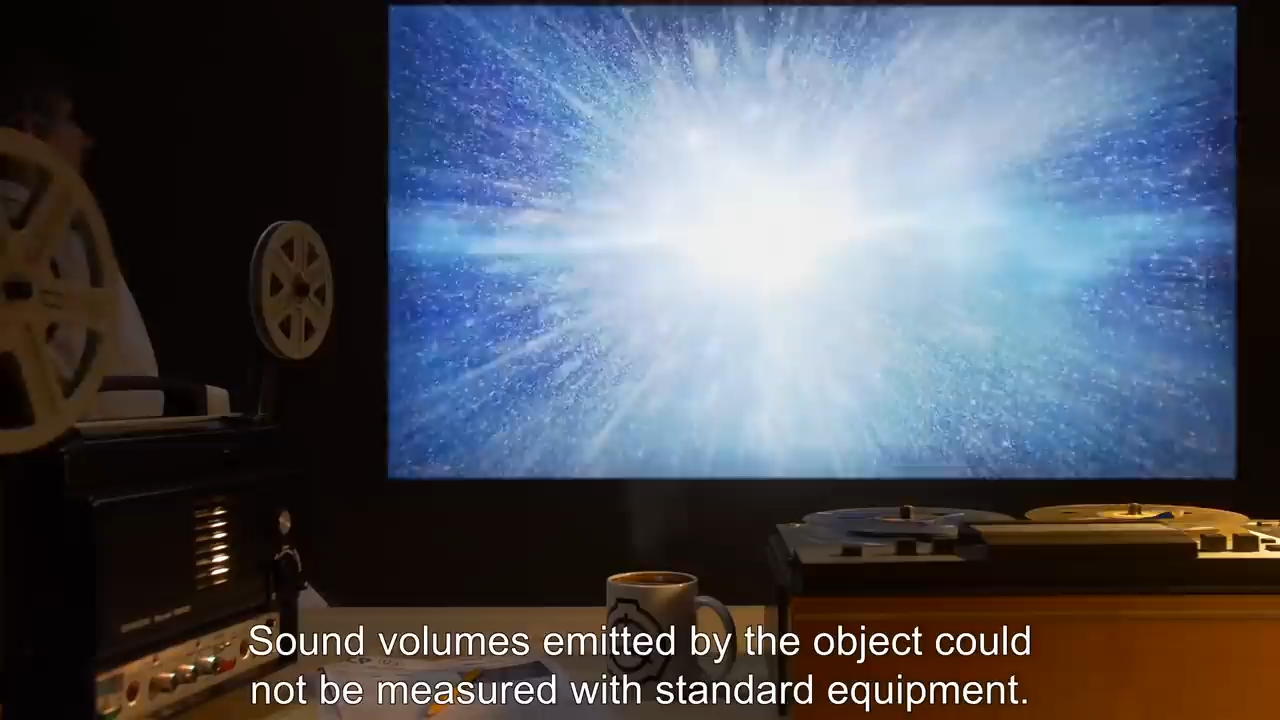 Sound volumes emitted by the object could
not be measured with standard equipment.